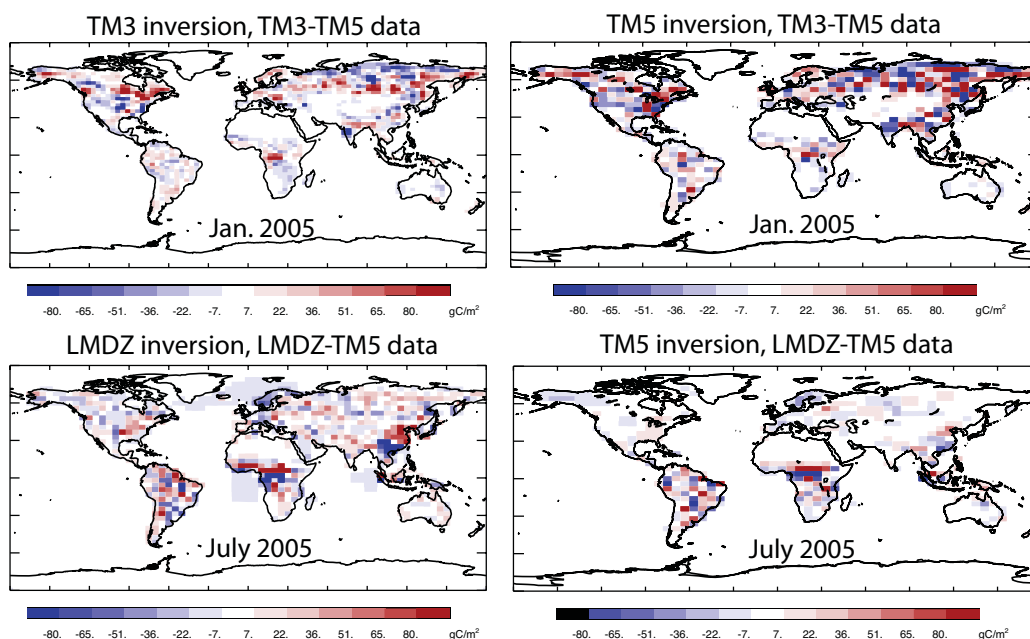 TM3 inversion, TM3-TM5 data
TM5 inversion, TM3-TM5 data
Jan. 2005
Jan. 2005
-80. -65. -51. -36. -22. -7. 7. 22. 36. 51. 65. 80. gC/m²
-80. -65. -51. -36. -22. -7. 7. 22. 36. 51. 65. 80. gC/m²
LMDZ inversion, LMDZ-TM5 data
TM5 inversion, LMDZ-TM5 data
July 2005
July 2005
-80. -65. -51. -36. -22. -7. 7. 22. 36. 51. 65. 80. gC/m²
-80. -65. -51. -36. -22. -7. 7. 22. 36. 51. 65. 80. gC/m²